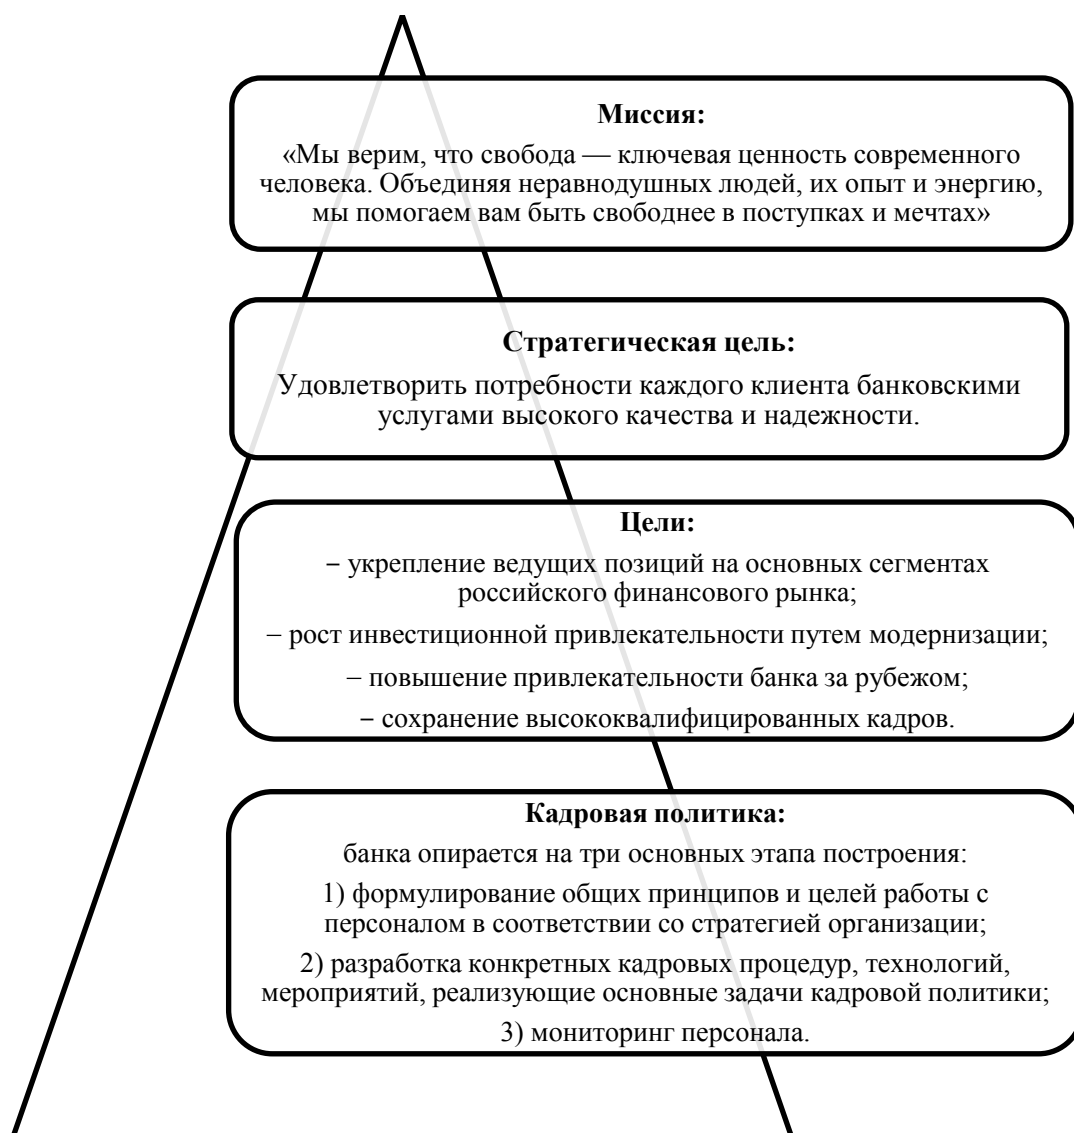 Миссия:
«Мы верим, что свобода — ключевая ценность современного
человека. Объединяя неравнодушных людей, их опыт и энергию,
мы помогаем вам быть свободнее в поступках и мечтах»
Стратегическая цель:
Удовлетворить потребности каждого клиента банковскими
услугами высокого качества и надежности.
Цели:
– укрепление ведущих позиций на основных сегментах
российского финансового рынка;
– рост инвестиционной привлекательности путем модернизации;
– повышение привлекательности банка за рубежом;
– сохранение высококвалифицированных кадров.
Кадровая политика:
банка опирается на три основных этапа построения:
1) формулирование общих принципов и целей работы с
персоналом в соответствии со стратегией организации;
2) разработка конкретных кадровых процедур, технологий,
мероприятий, реализующие основные задачи кадровой политики;
3) мониторинг персонала.